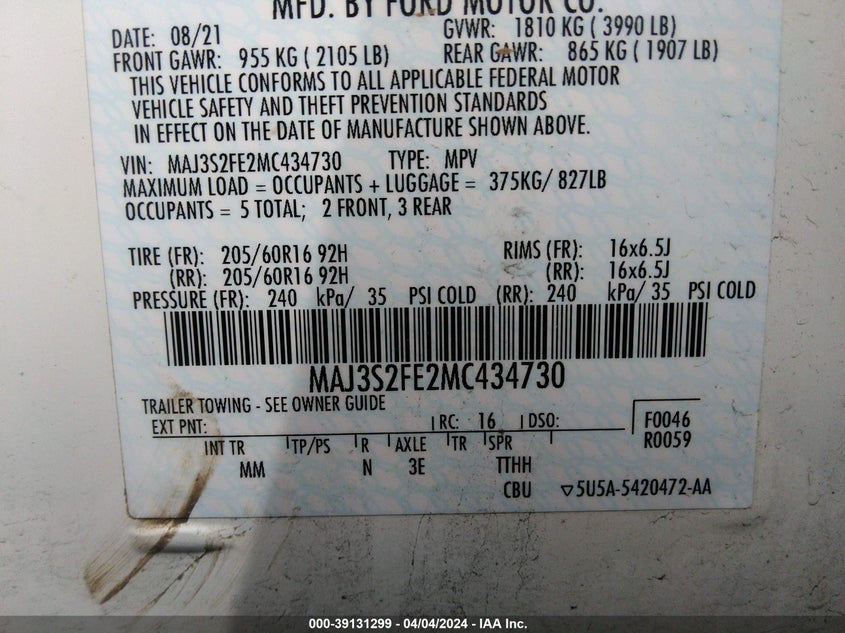 MFD. BY FORD MOTOR CO.
DATE: 08/21 GVWR: 1810 KG ( 3990 LB)
FRONT GAWR: 955 KG ( 2105 LB) REAR GAWR: 865 KG ( 1907 LB)
THIS VEHICLE CONFORMS TO ALL APPLICABLE FEDERAL MOTOR
VEHICLE SAFETY AND THEFT PREVENTION STANDARDS
IN EFFECT ON THE DATE OF MANUFACTURE SHOWN ABOVE.
VIN: MAJ3S2FE2MC434730 TYPE: MPV
MAXIMUM LOAD = OCCUPANTS + LUGGAGE = 375KG/ 827LB
OCCUPANTS = 5 TOTAL; 2 FRONT, 3 REAR
TIRE (FR): 205/60R16 92H RIMS (FR): 16x6.5J
(RR): 205/60R16 92H (RR): 16x6.5J
PRESSURE (FR): 240 kPa/ 35 PSI COLD (RR): 240 kPa/ 35 PSI COLD
MAJ3S2FE2MC434730
TRAILER TOWING - SEE OWNER GUIDE
EXT PNT: RC: 16 DSO: F0046
R0059
INT TR TP/PS R AXLE TR SPR
MM N 3E TTHH
CBU ▽5U5A-5420472-AA
000-39131299 - 04/04/2024 - IAA Inc.